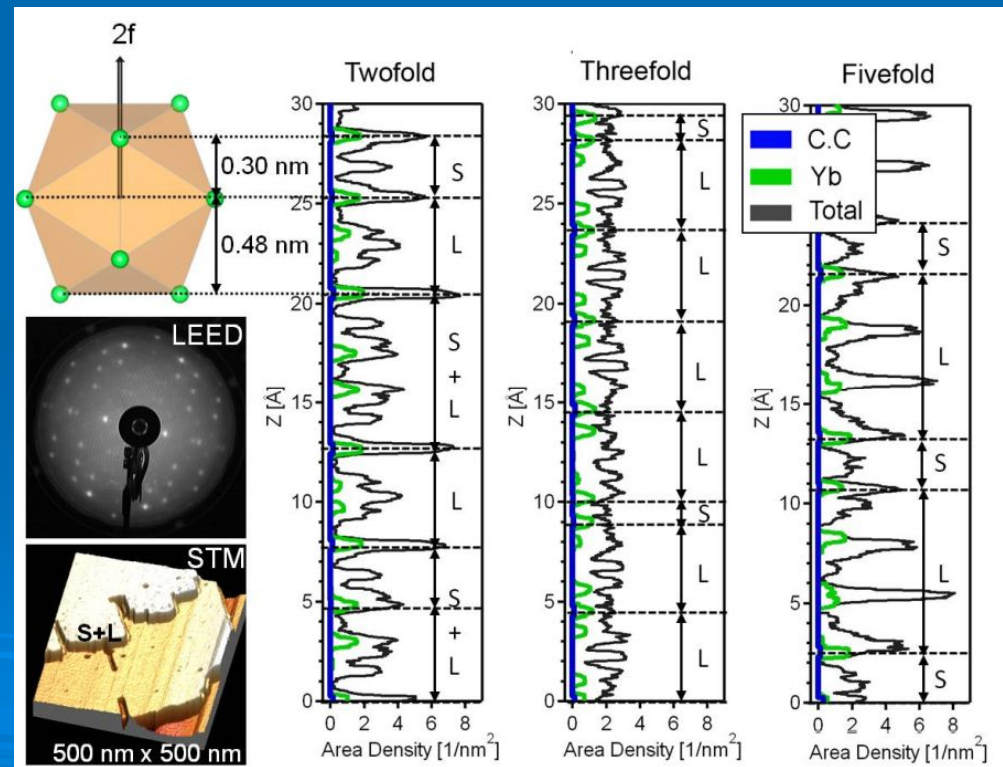 2f
0.30 nm
0.48 nm
LEED
STM
S+L
500 nm x 500 nm
Twofold
30
25
20
15
10
5
0
Z [Å]
S
L
S
+
L
L
S
+
L
0 2 4 6 8
Area Density [1/nm²]
Threefold
30
25
20
15
10
5
0
Z [Å]
S
L
L
L
L
S
L
L
0 2 4 6 8
Area Density [1/nm²]
Fivefold
C.C
Yb
Total
30
25
20
15
10
5
0
Z [Å]
S
L
S
L
S
0 2 4 6 8
Area Density [1/nm²]